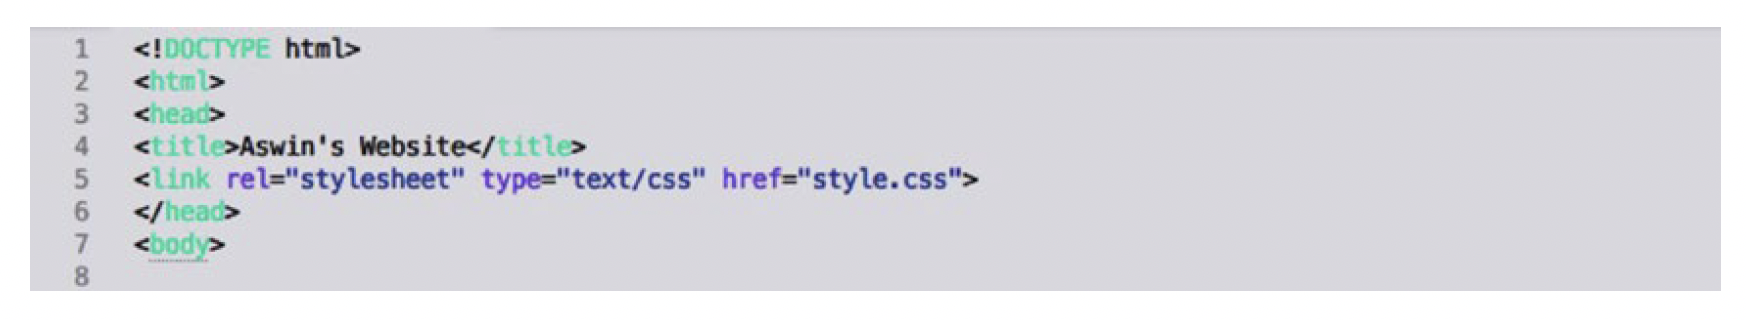 1 <!DOCTYPE html>
2 <html>
3 <head>
4 <title>Aswin's Website</title>
5 <link rel="stylesheet" type="text/css" href="style.css">
6 </head>
7 <body>
8